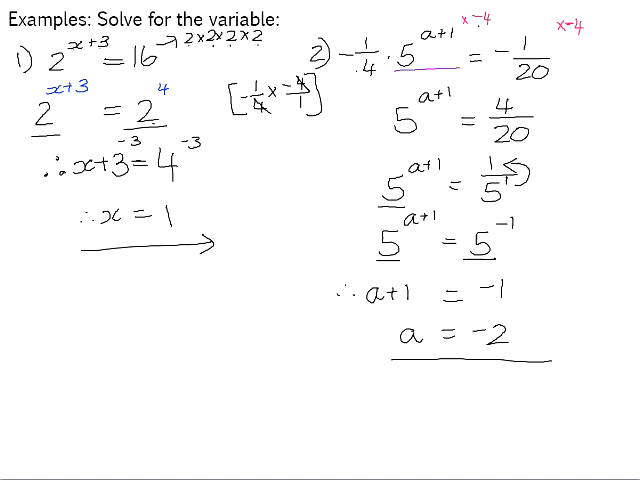 Examples: Solve for the variable:
1) 2^{x+3} = 16 → 2×2×2×2
2^{x+3} = 2^4
-3 -3
∴ x+3 = 4
∴ x = 1
[-1/4 × -4/1]
2) -1/4 · 5^{a+1} = -1/20
×-4 ×-4
5^{a+1} = 4/20
5^{a+1} = 1/5^1
5^{a+1} = 5^{-1}
∴ a+1 = -1
a = -2